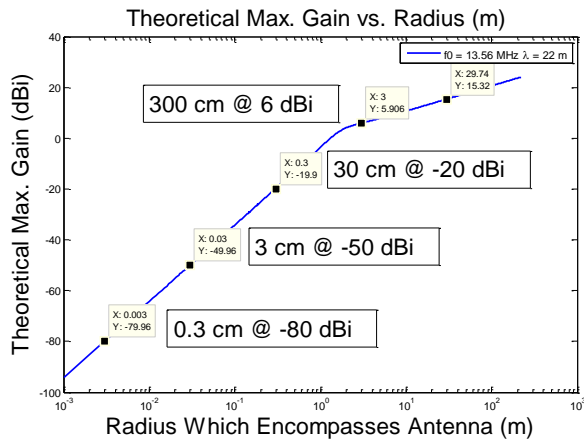 Theoretical Max. Gain vs. Radius (m)
f0 = 13.56 MHz λ = 22 m
Theoretical Max. Gain (dBi)
40
20
0
-20
-40
-60
-80
-100
300 cm @ 6 dBi
X: 3
Y: 5.906
X: 29.74
Y: 15.32
X: 0.3
Y: -19.9
30 cm @ -20 dBi
X: 0.03
Y: -49.96
3 cm @ -50 dBi
X: 0.003
Y: -79.96
0.3 cm @ -80 dBi
10^-3
10^-2
10^-1
10^0
10^1
10^2
10^3
Radius Which Encompasses Antenna (m)